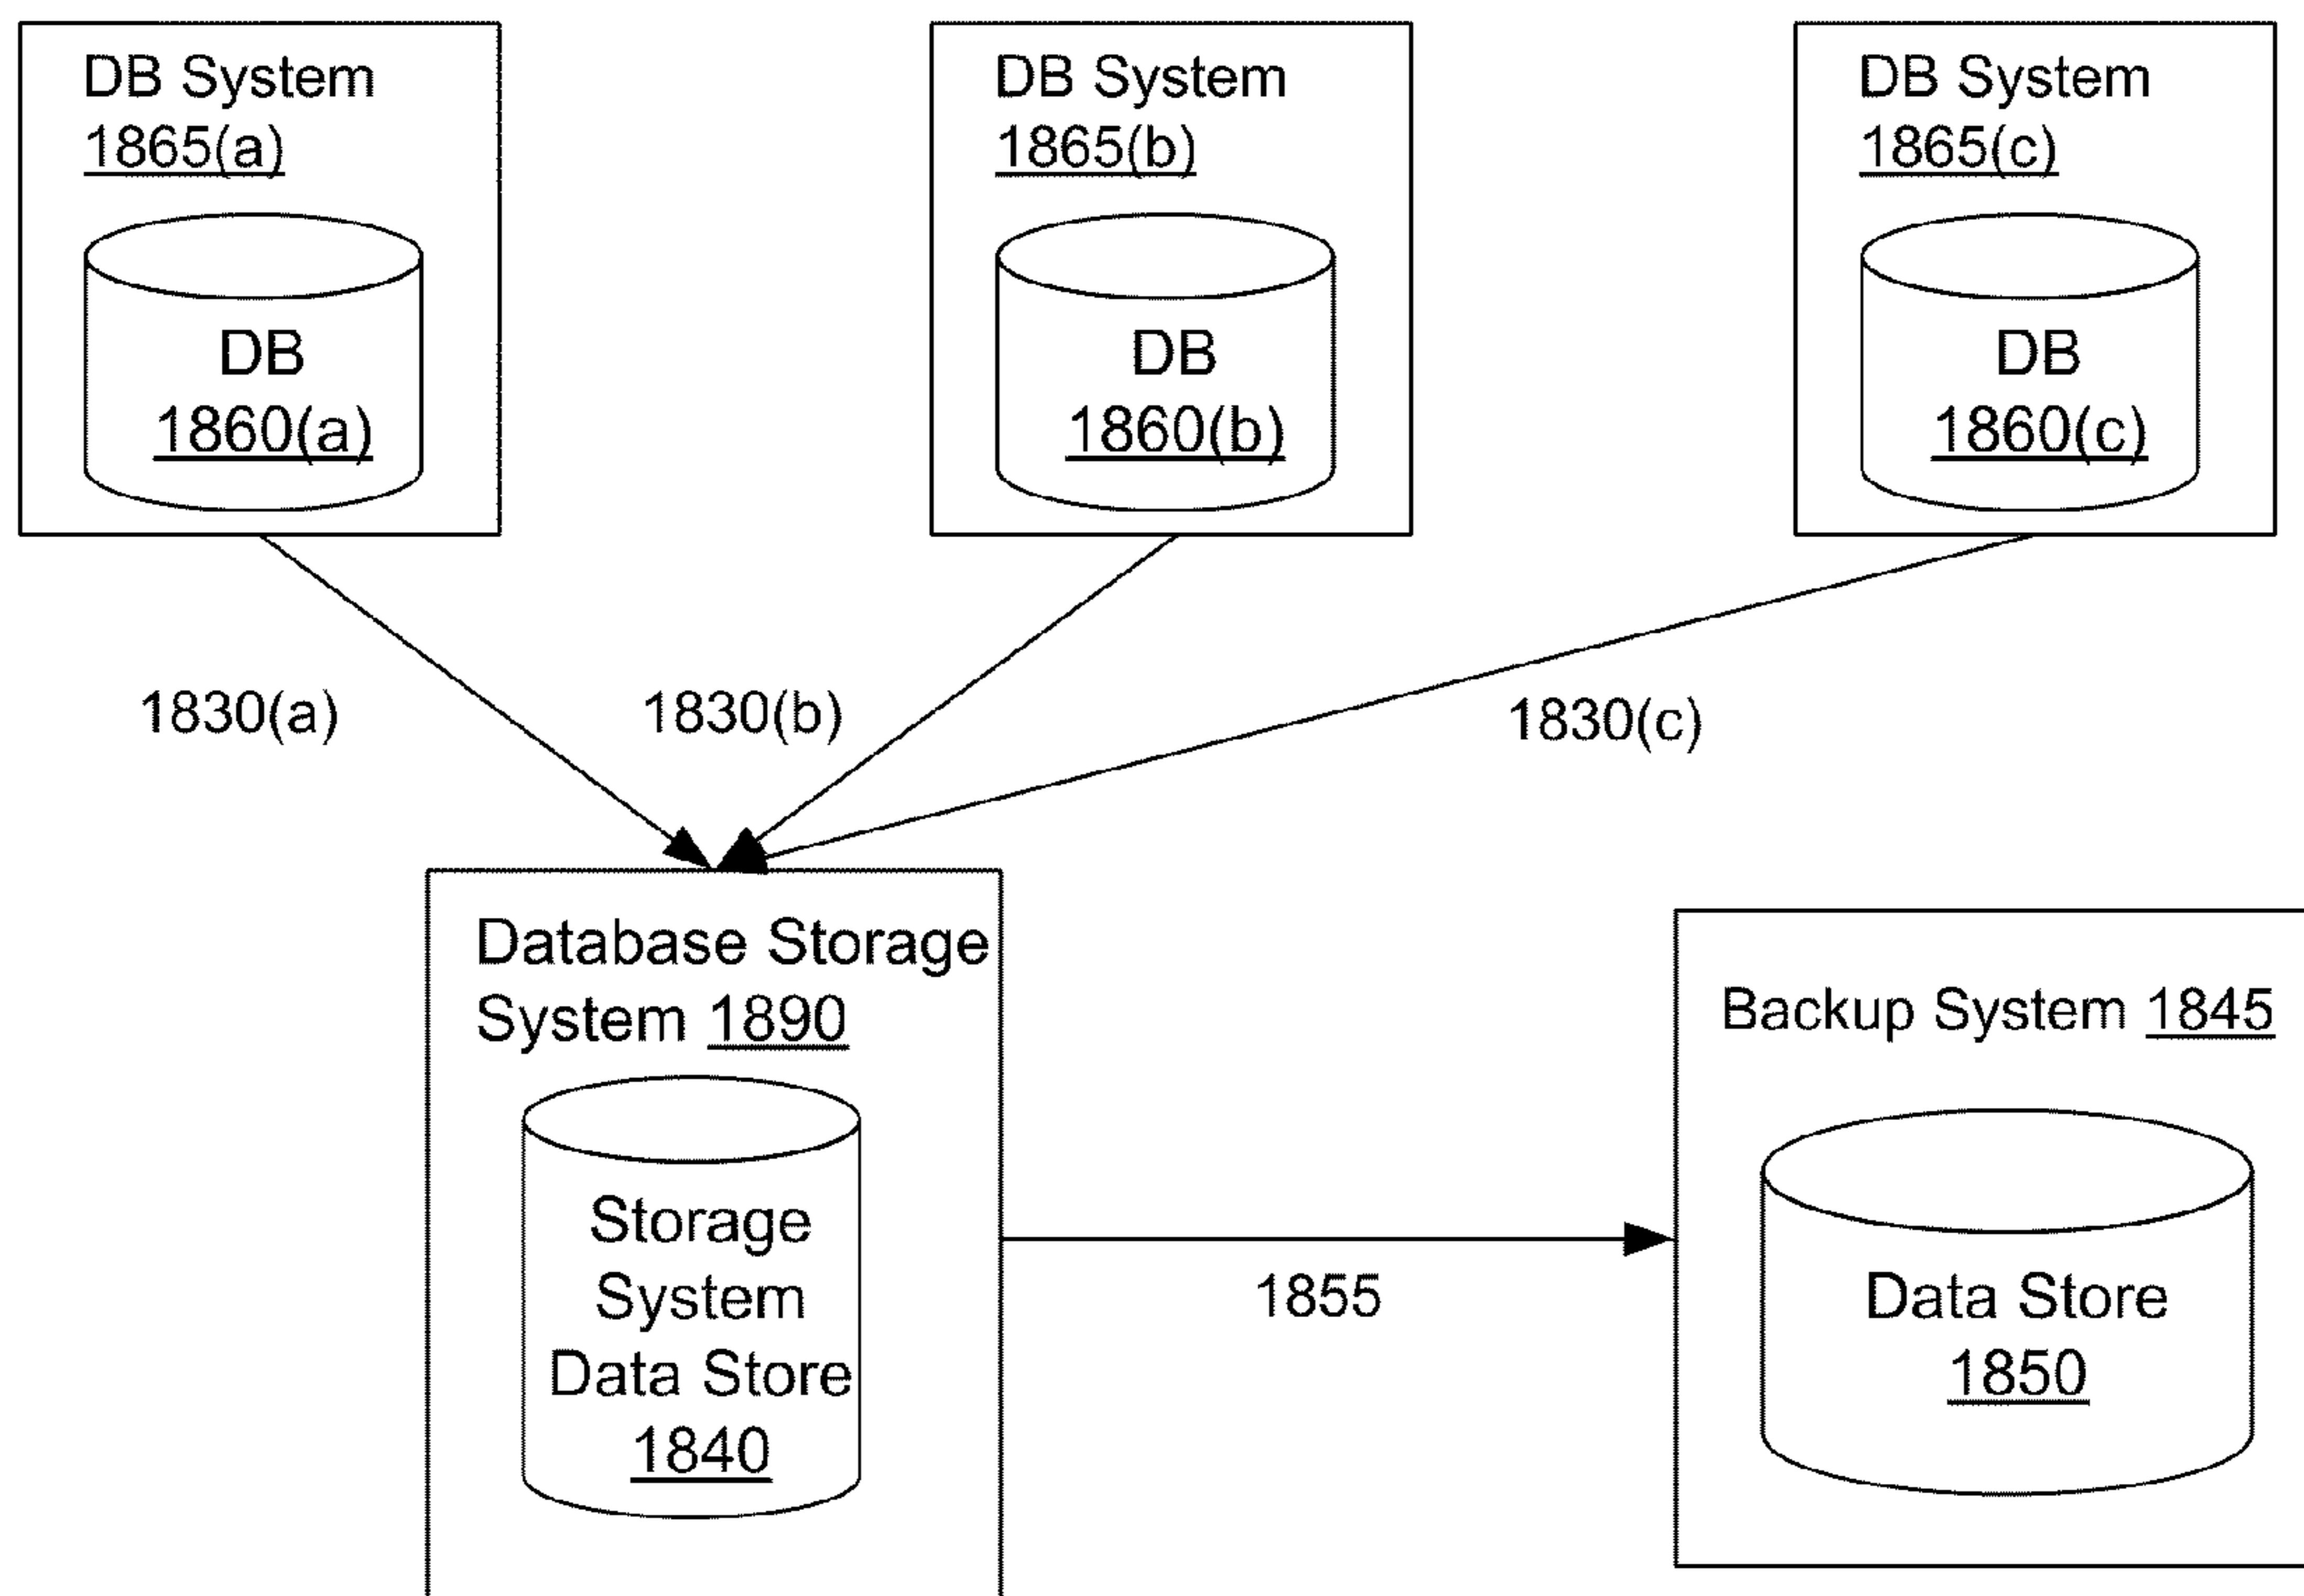 DB System
1865(a)
DB
1860(a)
DB System
1865(b)
DB
1860(b)
DB System
1865(c)
DB
1860(c)
1830(a)
1830(b)
1830(c)
Database Storage
System 1890
Storage
System
Data Store
1840
1855
Backup System 1845
Data Store
1850